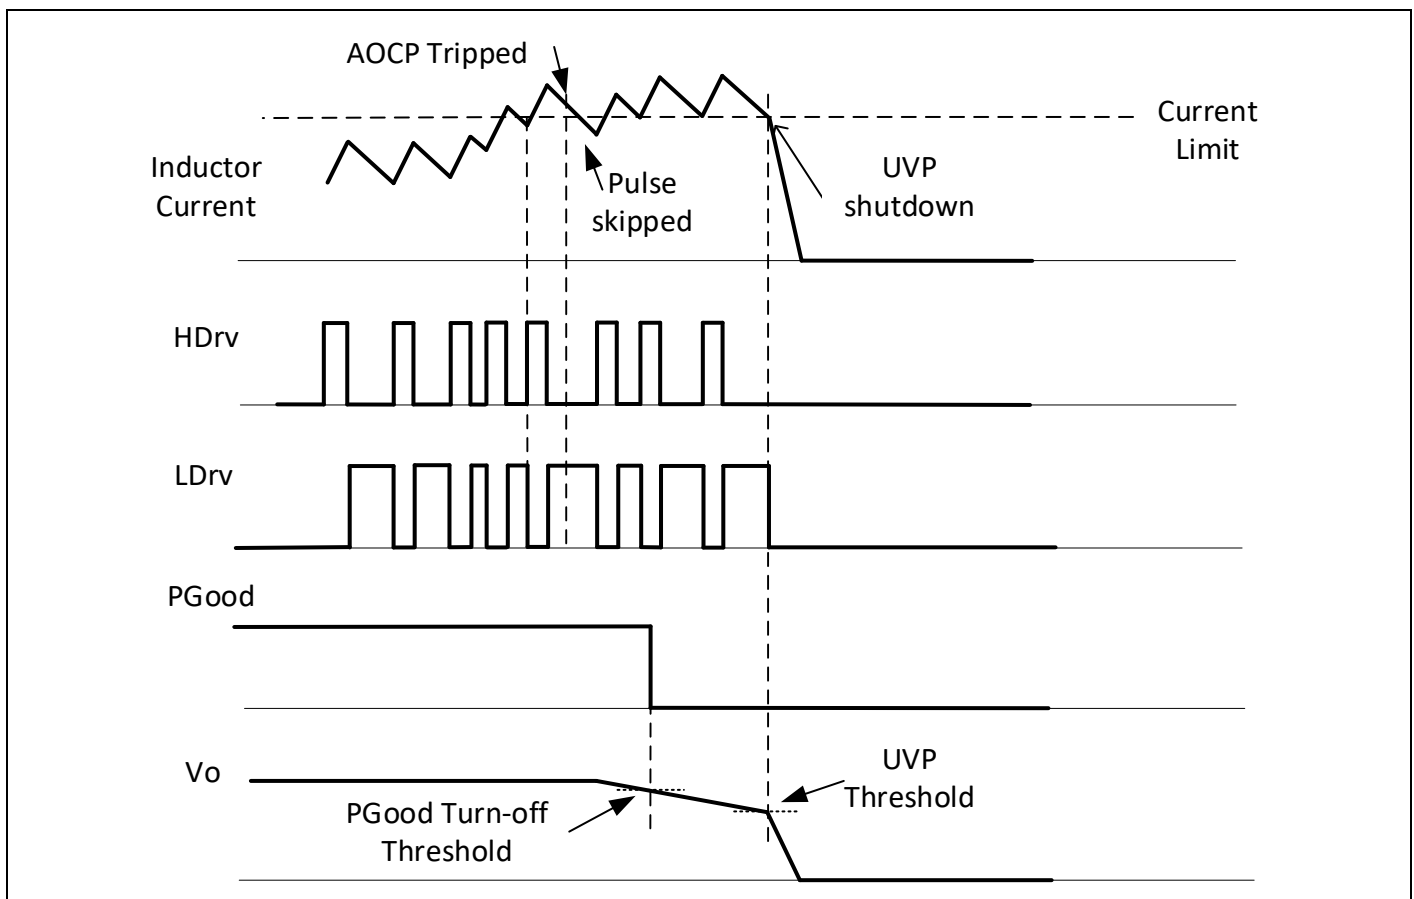 AOCP Tripped
Current
Limit
Inductor
Current
Pulse
skipped
UVP
shutdown
HDrv
LDrv
PGood
Vo
PGood Turn-off
Threshold
UVP
Threshold